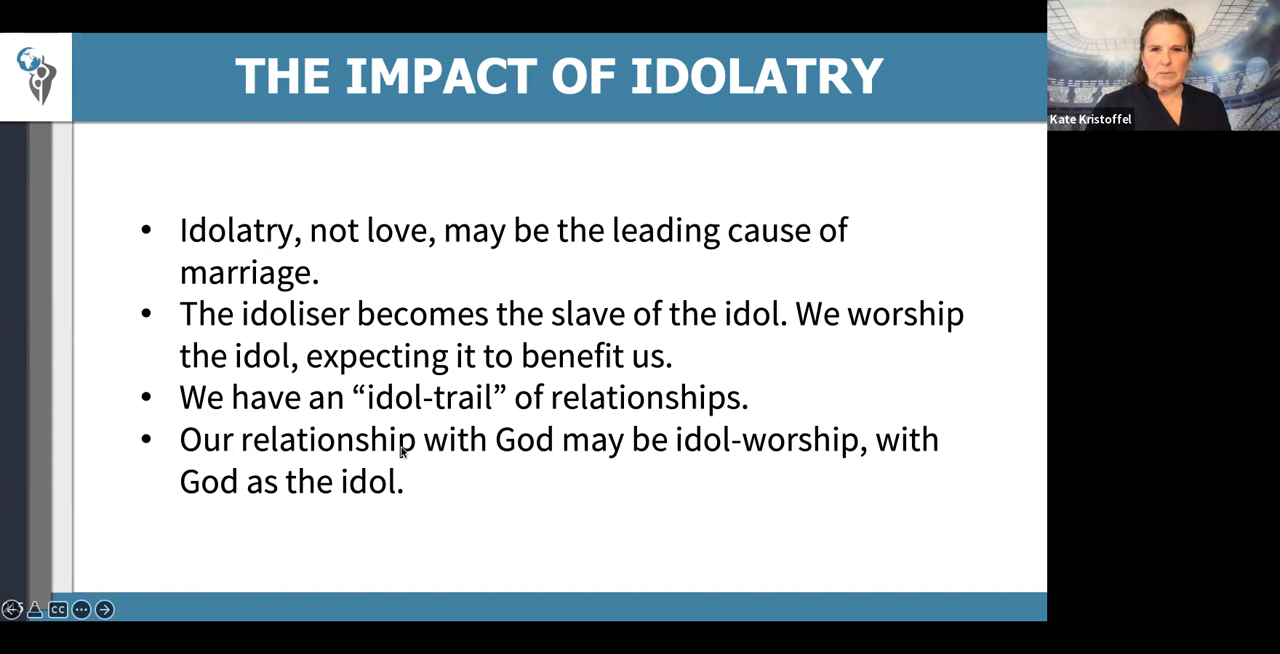 THE IMPACT OF IDOLATRY
Kate Kristoffel
• Idolatry, not love, may be the leading cause of
marriage.
• The idoliser becomes the slave of the idol. We worship
the idol, expecting it to benefit us.
• We have an “idol-trail” of relationships.
• Our relationship with God may be idol-worship, with
God as the idol.
CC